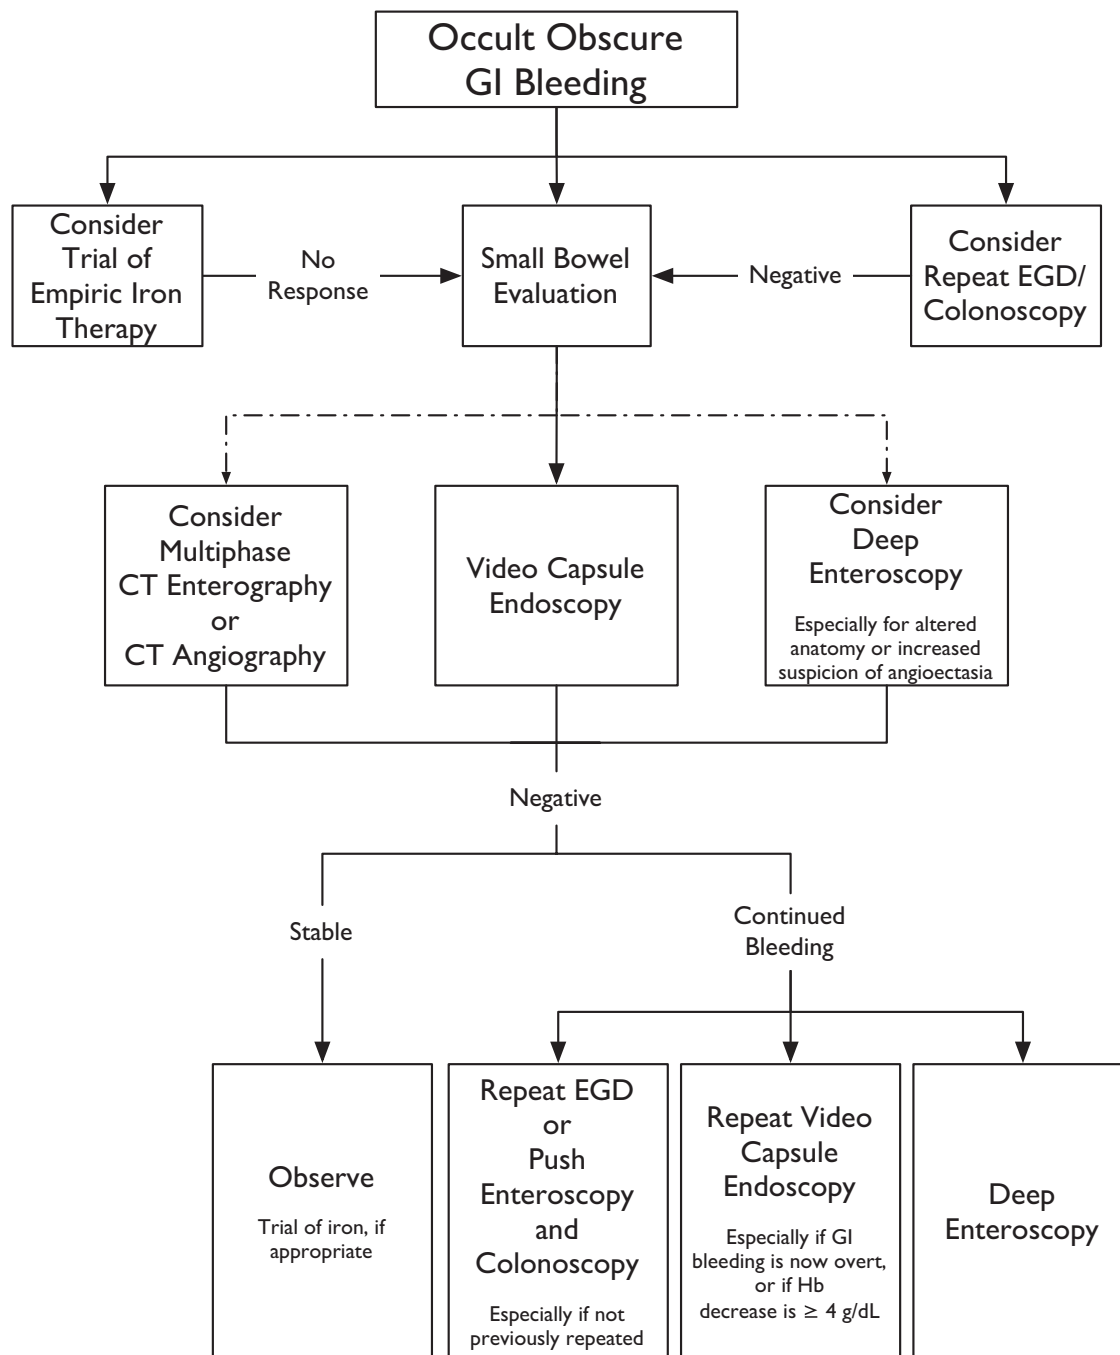 Occult Obscure
GI Bleeding
Consider
Trial of
Empiric Iron
Therapy
No
Response
Small Bowel
Evaluation
Negative
Consider
Repeat EGD/
Colonoscopy
Consider
Multiphase
CT Enterography
or
CT Angiography
Video Capsule
Endoscopy
Consider
Deep
Enteroscopy
Especially for altered
anatomy or increased
suspicion of angioectasia
Negative
Stable
Continued
Bleeding
Observe
Trial of iron, if
appropriate
Repeat EGD
or
Push
Enteroscopy
and
Colonoscopy
Especially if not
previously repeated
Repeat Video
Capsule
Endoscopy
Especially if GI
bleeding is now overt,
or if Hb
decrease is ≥ 4 g/dL
Deep
Enteroscopy